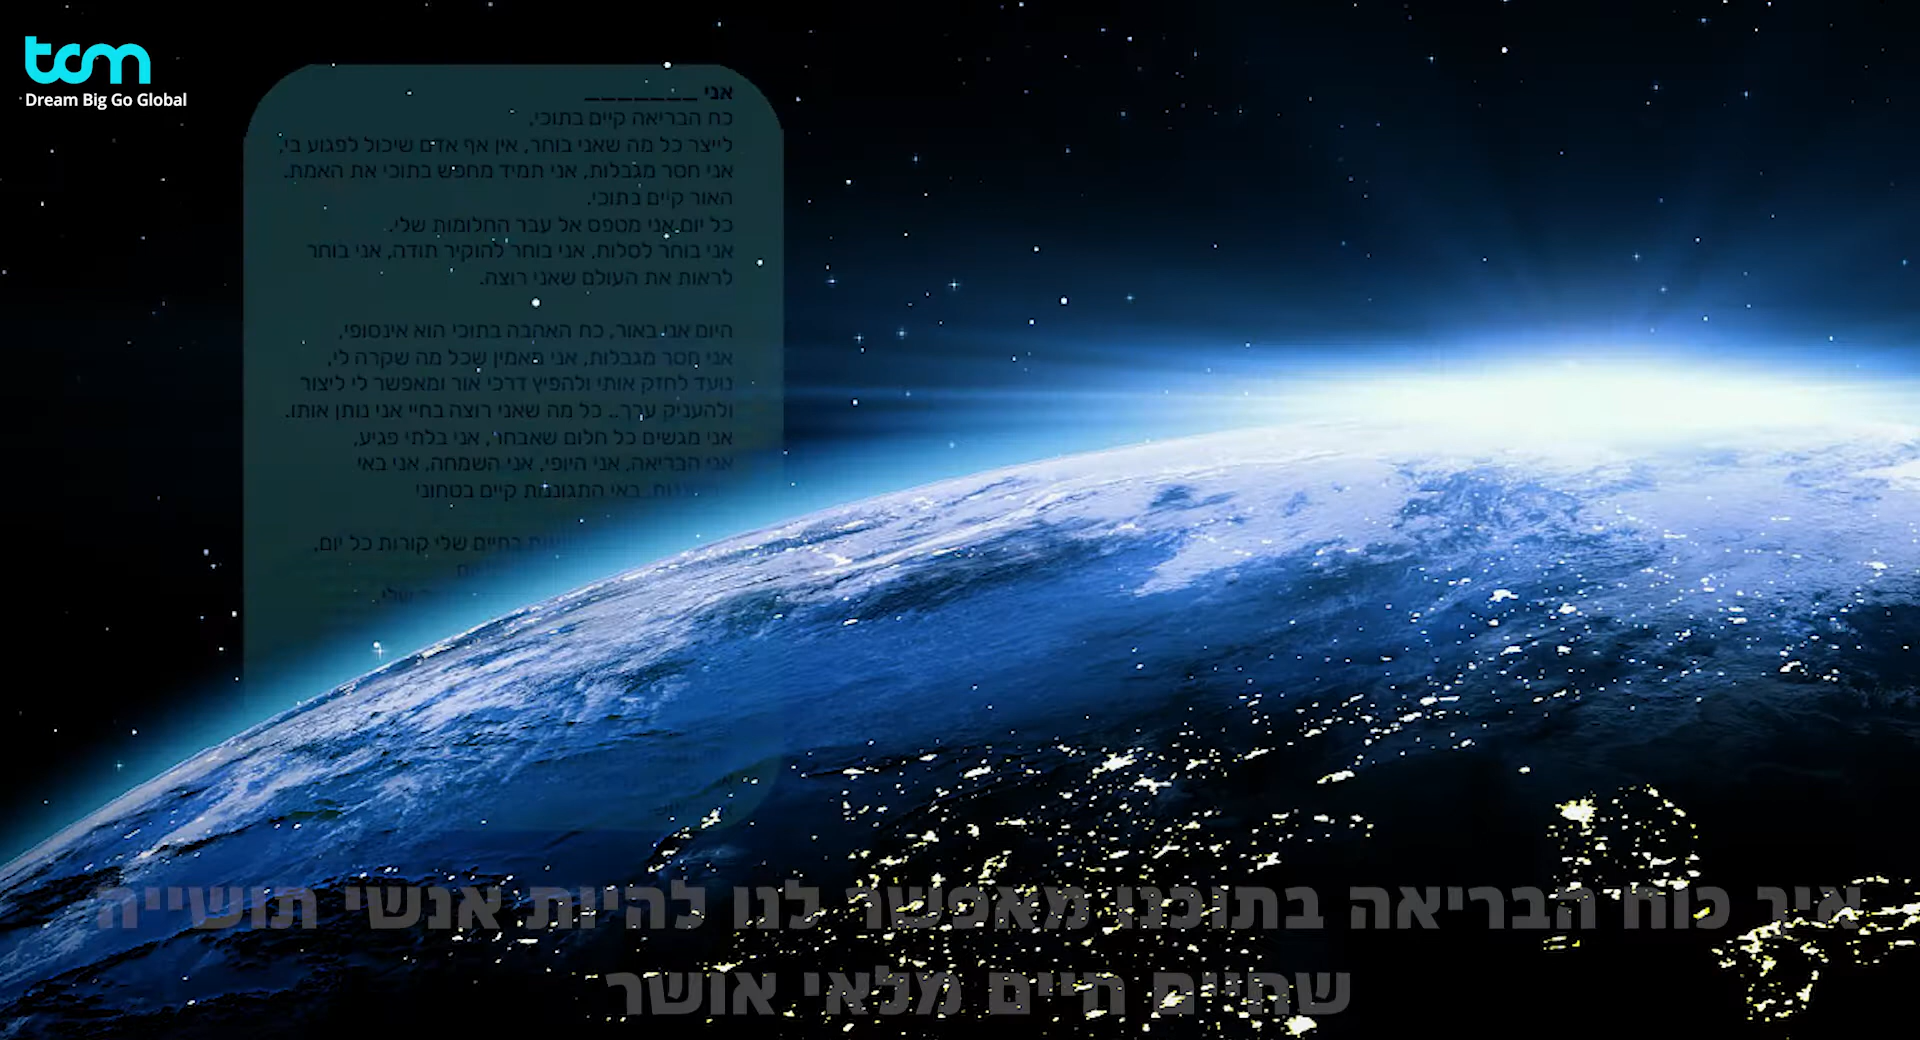 tcm
Dream Big Go Global
אני _______
כח הבריאה קיים בתוכי,
לייצר כל מה שאני בוחר, אין אף אדם שיכול לפגוע בי,
אני חסר מגבלות, אני תמיד מחפש בתוכי את האמת.
האור קיים בתוכי.
כל יום אני מטפס אל עבר החלומות שלי.
אני בוחר לסלוח, אני בוחר להוקיר תודה, אני בוחר
לראות את העולם שאני רוצה.
היום אני באור, כח האהבה בתוכי הוא אינסופי,
אני חסר מגבלות, אני מאמין שכל מה שקרה לי,
נועד לחזק אותי ולהפיץ דרכי אור ומאפשר לי ליצור
ולהעניק ערך.. כל מה שאני רוצה בחיי אני נותן אותו.
אני מגשים כל חלום שאבחר, אני בלתי פגיע,
אני הבריאה, אני היופי, אני השמחה, אני באי
באי התגוננות קיים בטחוני
בחיים שלי קורות כל יום,
שלי,
איך כוח הבריאה בתוכנו מאפשר לנו להיות אנשי תושייה
שחיים חיים מלאי אושר